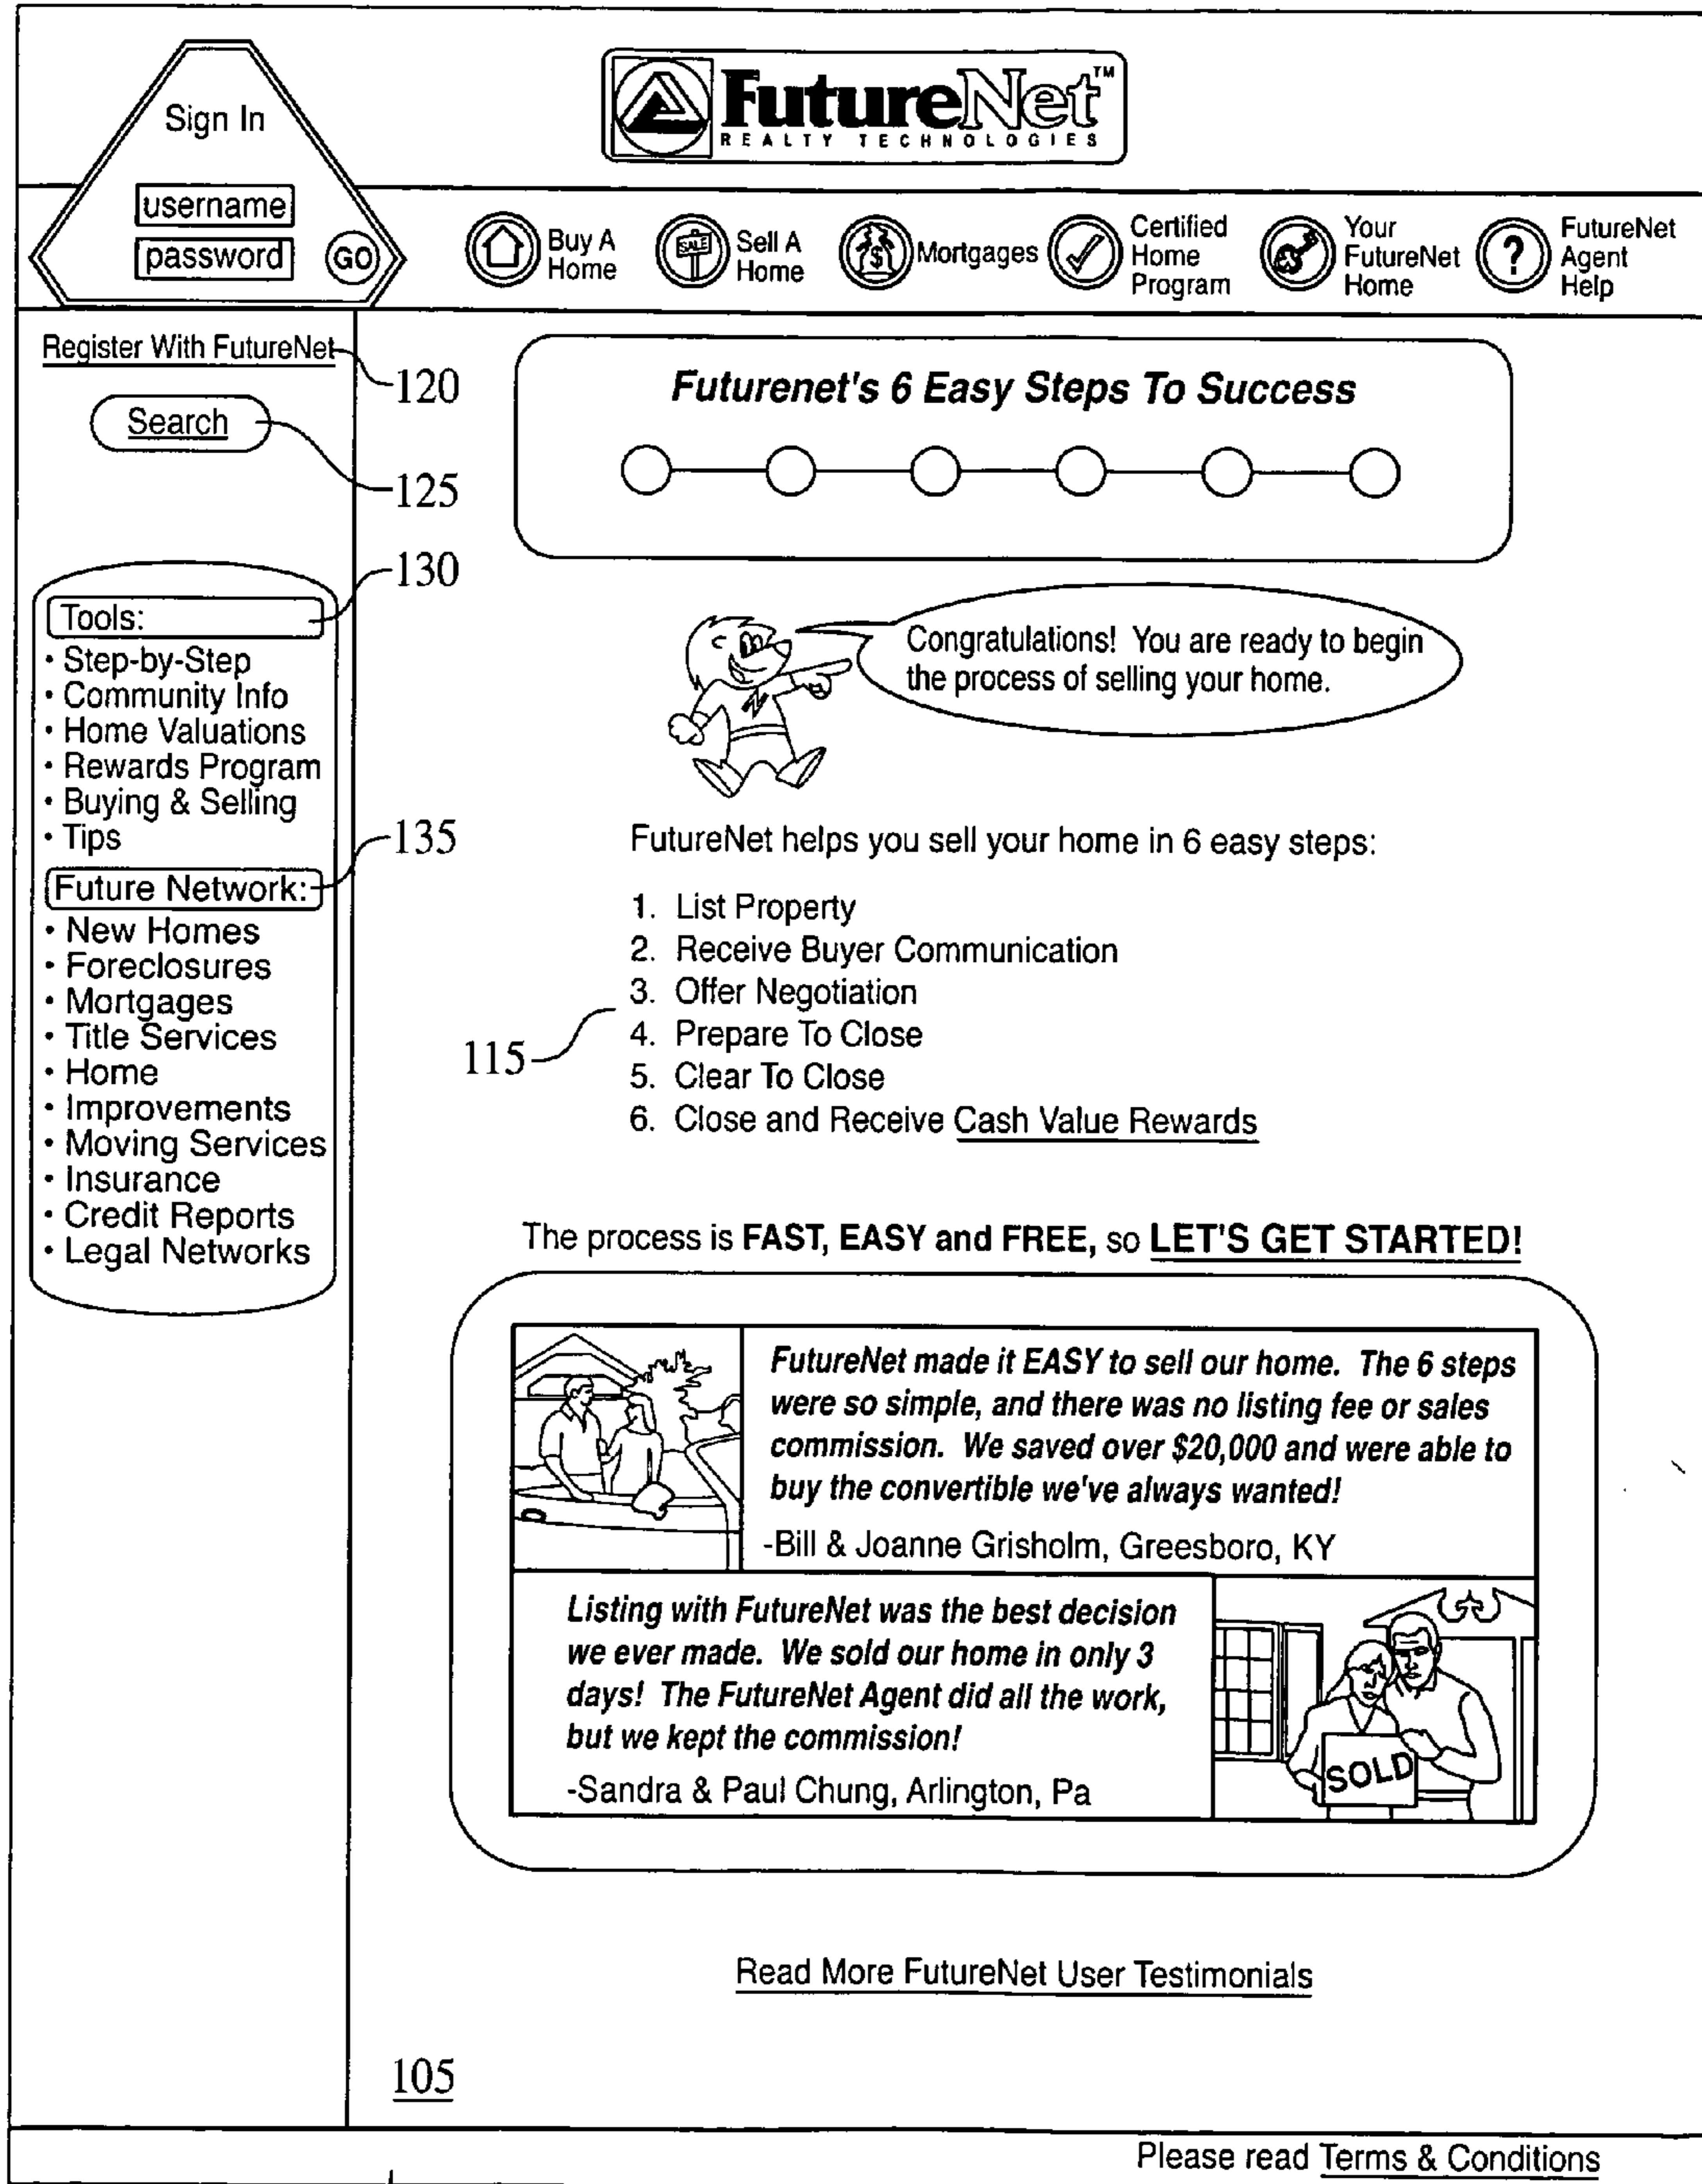 Sign In
username
password
GO
FutureNet™
REALTY TECHNOLOGIES
Buy A
Home
SALE
Sell A
Home
$
Mortgages
Certified
Home
Program
Your
FutureNet
Home
?
FutureNet
Agent
Help
Register With FutureNet
120
Search
125
130
Tools:
• Step-by-Step
• Community Info
• Home Valuations
• Rewards Program
• Buying & Selling
• Tips
135
Future Network:
• New Homes
• Foreclosures
• Mortgages
• Title Services
• Home
• Improvements
• Moving Services
• Insurance
• Credit Reports
• Legal Networks
Futurenet's 6 Easy Steps To Success
Congratulations! You are ready to begin
the process of selling your home.
FutureNet helps you sell your home in 6 easy steps:
1. List Property
2. Receive Buyer Communication
3. Offer Negotiation
4. Prepare To Close
5. Clear To Close
6. Close and Receive Cash Value Rewards
115
The process is FAST, EASY and FREE, so LET'S GET STARTED!
FutureNet made it EASY to sell our home. The 6 steps
were so simple, and there was no listing fee or sales
commission. We saved over $20,000 and were able to
buy the convertible we've always wanted!
-Bill & Joanne Grisholm, Greesboro, KY
Listing with FutureNet was the best decision
we ever made. We sold our home in only 3
days! The FutureNet Agent did all the work,
but we kept the commission!
-Sandra & Paul Chung, Arlington, Pa
SOLD
Read More FutureNet User Testimonials
105
Please read Terms & Conditions